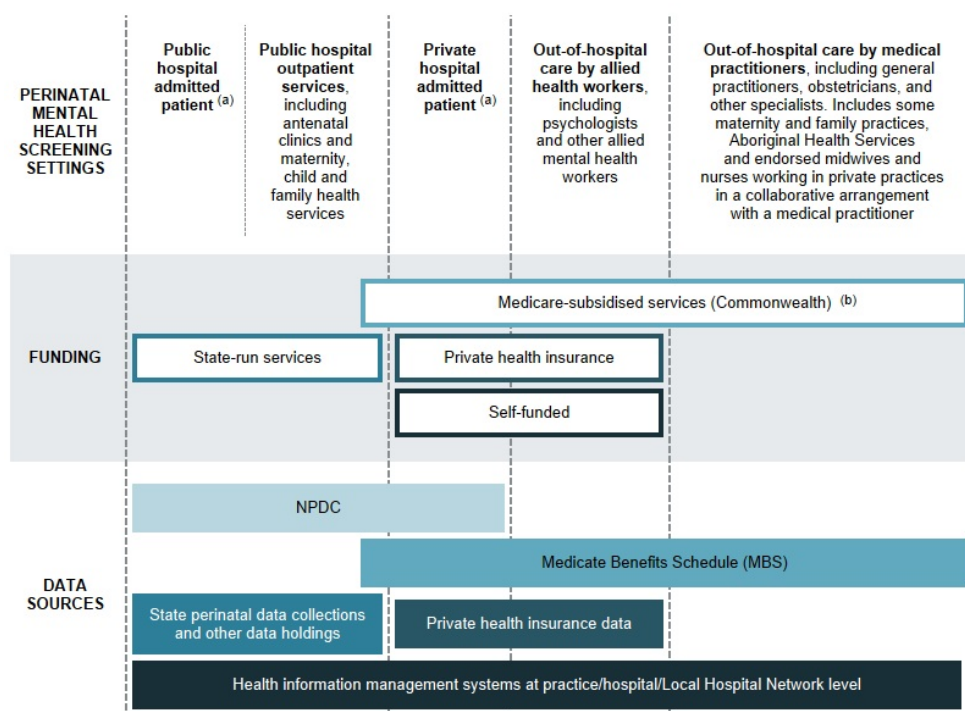 PERINATAL
MENTAL
HEALTH
SCREENING
SETTINGS
Public
hospital
admitted
patient (a)
Public hospital
outpatient
services,
including
antenatal
clinics and
maternity,
child and
family health
services
Private
hospital
admitted
patient (a)
Out-of-hospital
care by allied
health workers,
including
psychologists
and other allied
mental health
workers
Out-of-hospital care by medical
practitioners, including general
practitioners, obstetricians, and
other specialists. Includes some
maternity and family practices,
Aboriginal Health Services
and endorsed midwives and
nurses working in private practices
in a collaborative arrangement
with a medical practitioner
FUNDING
Medicare-subsidised services (Commonwealth) (b)
State-run services
Private health insurance
Self-funded
DATA
SOURCES
NPDC
Medicate Benefits Schedule (MBS)
State perinatal data collections
and other data holdings
Private health insurance data
Health information management systems at practice/hospital/Local Hospital Network level